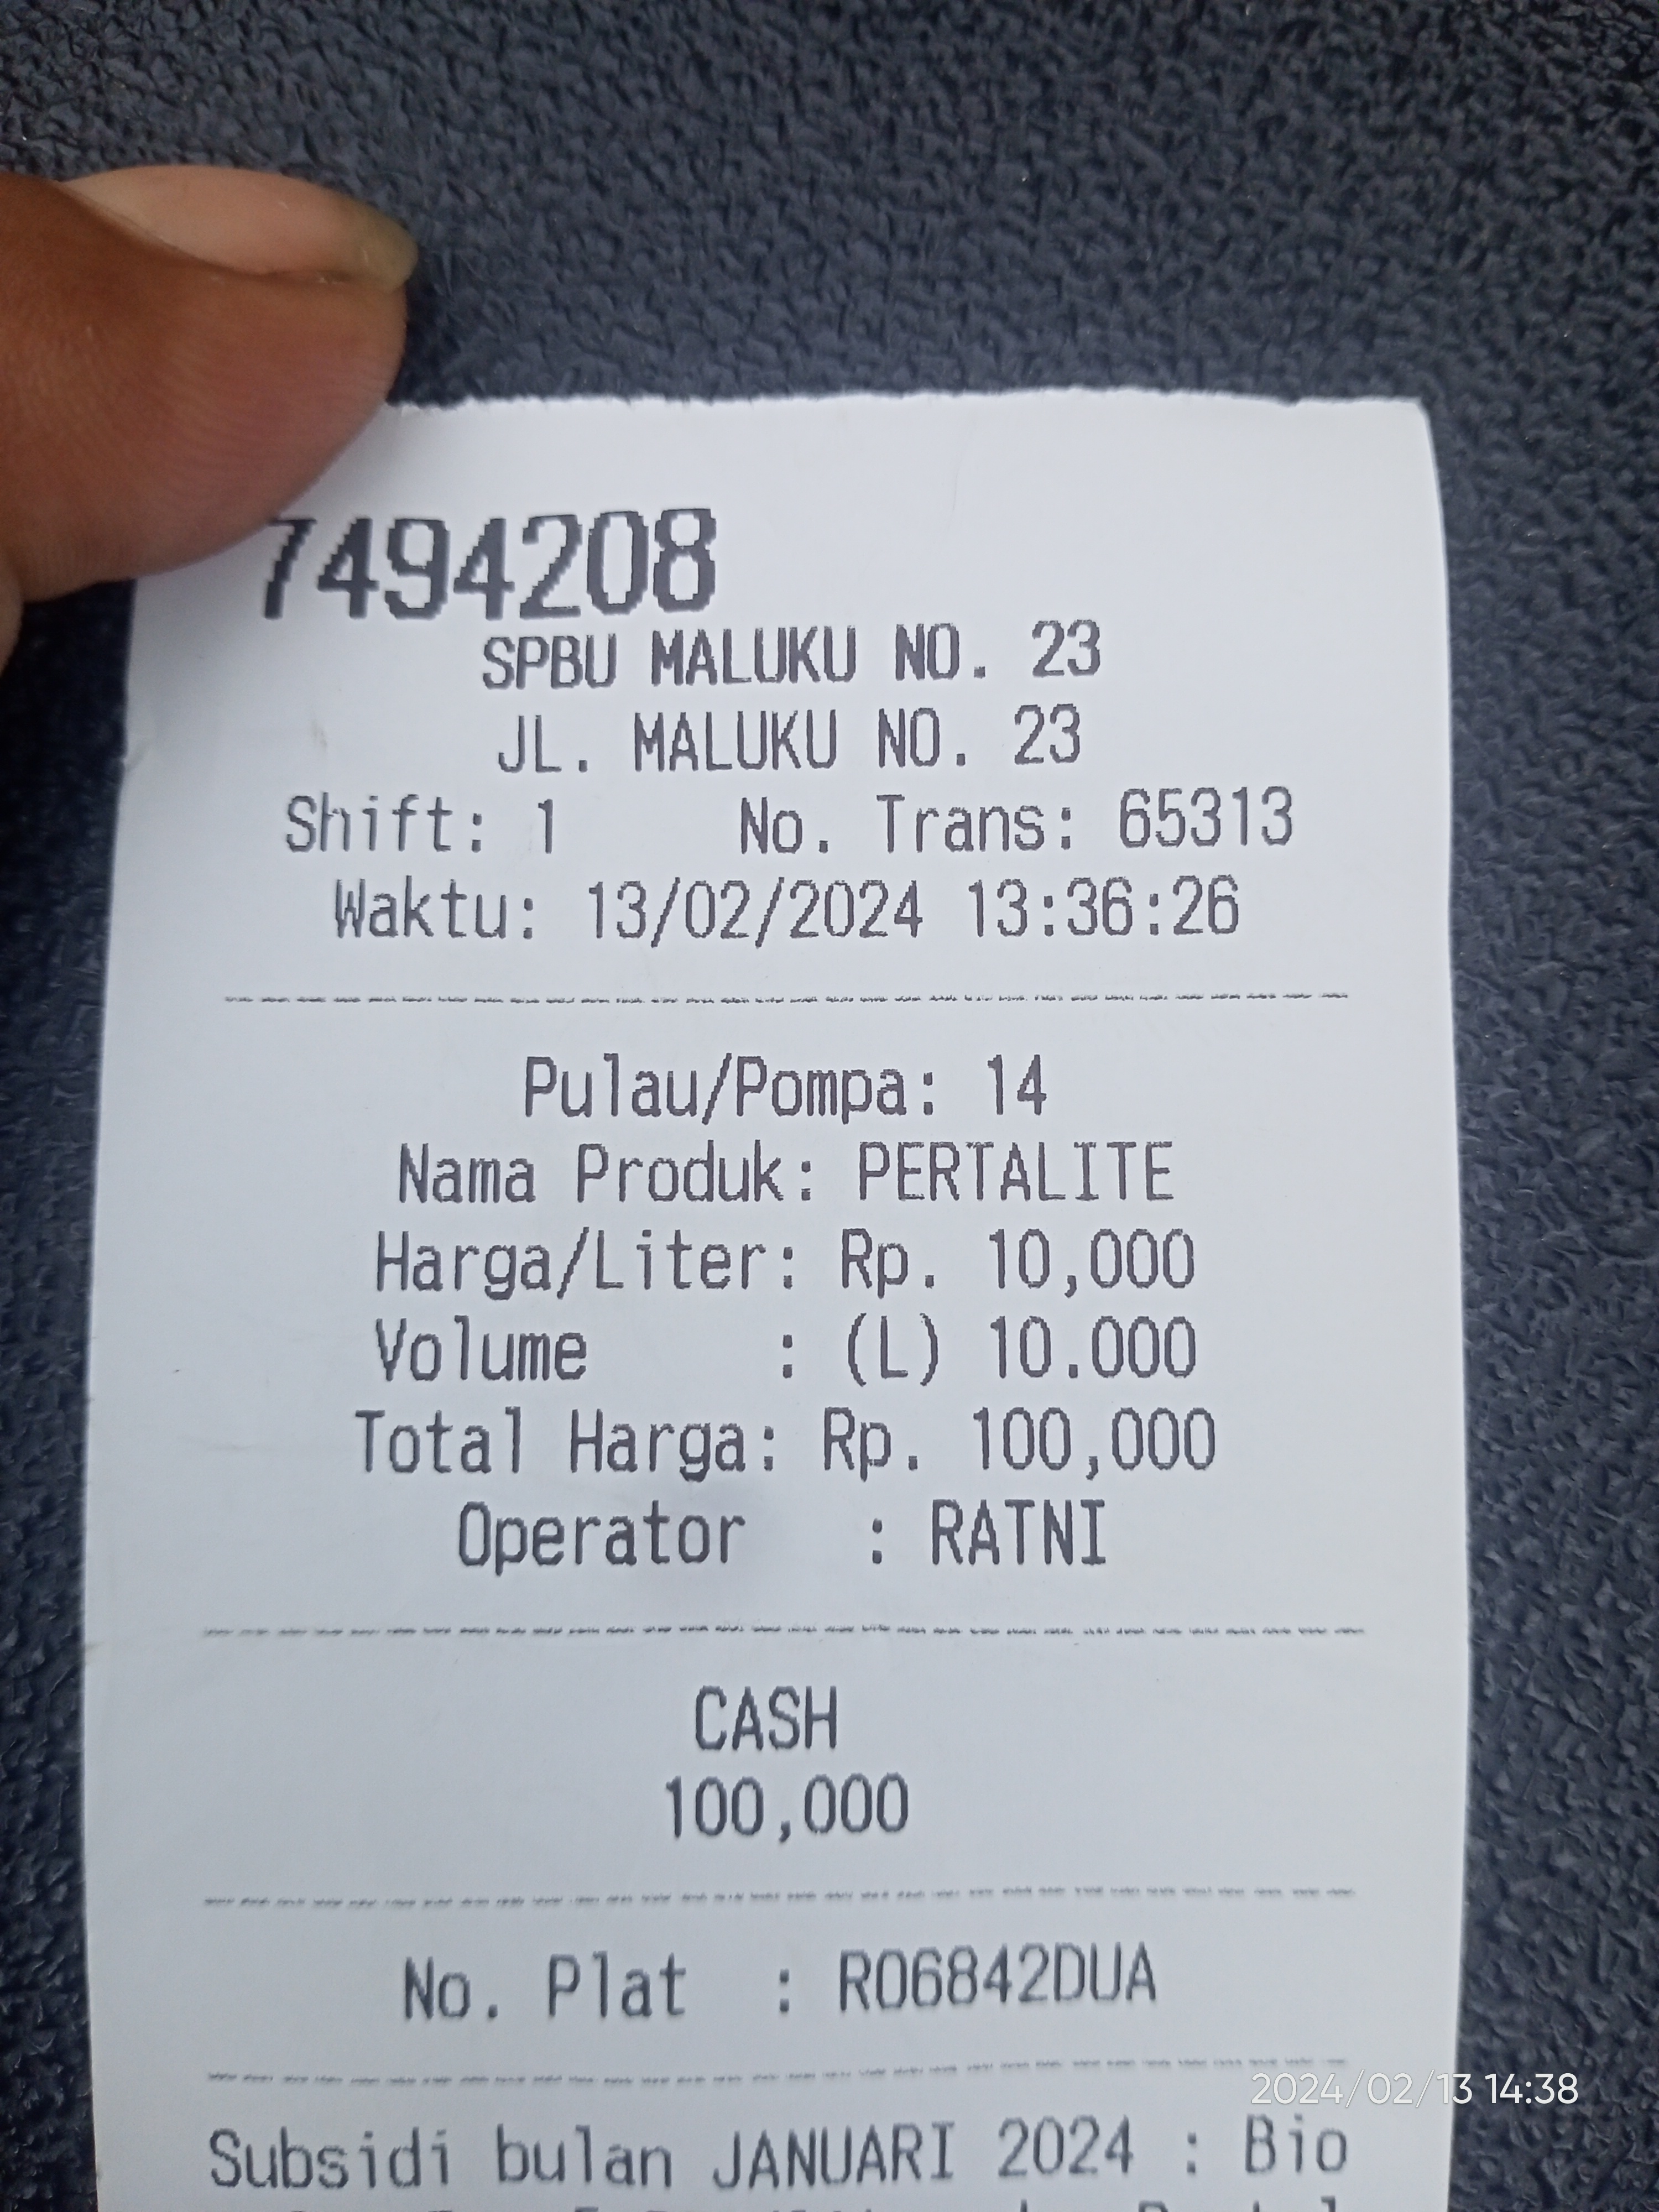 7494208
SPBU MALUKU NO. 23
JL. MALUKU NO. 23
Shift: 1 No. Trans: 65313
Waktu: 13/02/2024 13:36:26
Pulau/Pompa: 14
Nama Produk: PERTALITE
Harga/Liter: Rp. 10,000
Volume : (L) 10.000
Total Harga: Rp. 100,000
Operator : RATNI
CASH
100,000
No. Plat : RO6842DUA
2024/02/13 14:38
Subsidi bulan JANUARI 2024 : Bio